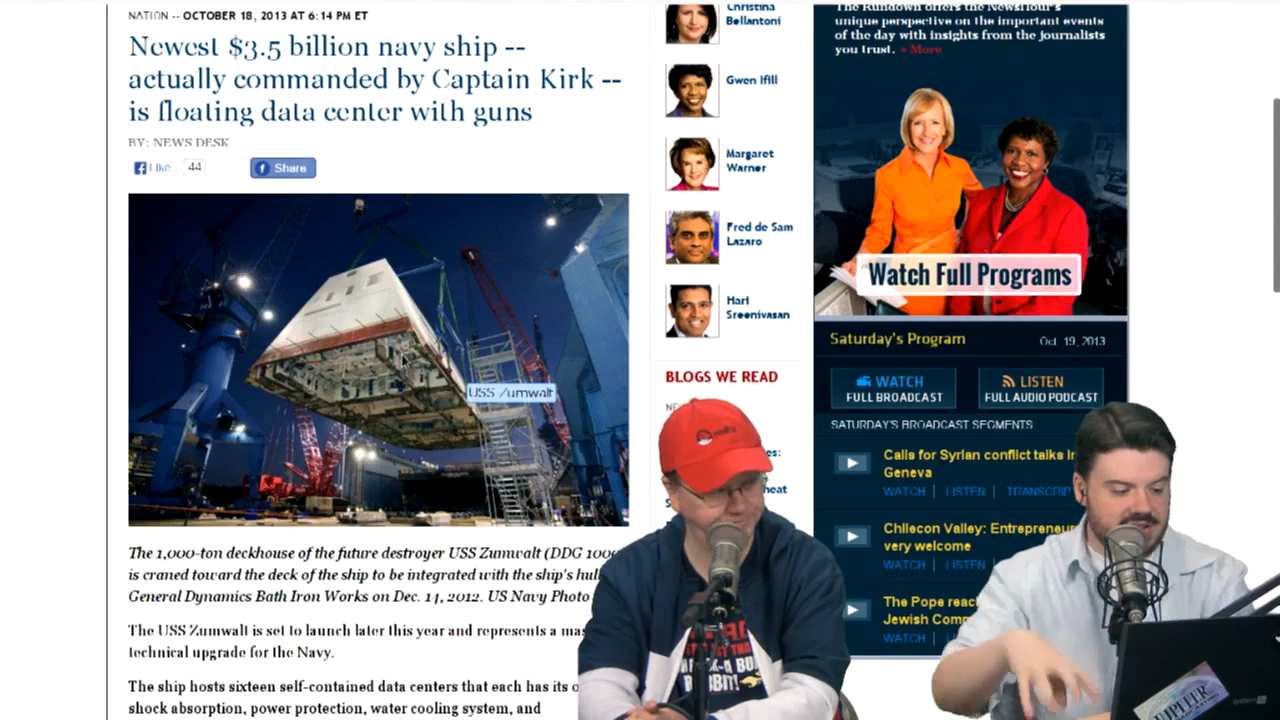 NATION -- OCTOBER 18, 2013 AT 6:14 PM ET
Newest $3.5 billion navy ship --
actually commanded by Captain Kirk --
is floating data center with guns
BY: NEWS DESK
Like 44
Share
USS Zumwalt
The 1,000-ton deckhouse of the future destroyer USS Zumwalt (DDG
is craned toward the deck of the ship to be integrated with the ship's
General Dynamics Bath Iron Works on Dec. 14, 2012. US Navy Photo
The USS Zumwalt is set to launch later this year and represents a
technical upgrade for the Navy.
The ship hosts sixteen self-contained data centers that each has its
shock absorption, power protection, water cooling system, and
Christina
Bellantoni
Gwen Ifill
Margaret
Warner
Fred de Sam
Lazaro
Hari
Sreenivasan
BLOGS WE READ
The Rundown offers the NewsHour's
unique perspective on the important events
of the day with insights from the journalists
you trust. » More
Watch Full Programs
Saturday's Program Oct. 19, 2013
WATCH
FULL BROADCAST
LISTEN
FULL AUDIO PODCAST
SATURDAY'S BROADCAST SEGMENTS
Calls for Syrian conflict talks
Geneva
WATCH | LISTEN | TRANSCRIP
Chilecon Valley:
very welcome
WATCH | LISTEN
The Pope
Jewish
WATCH